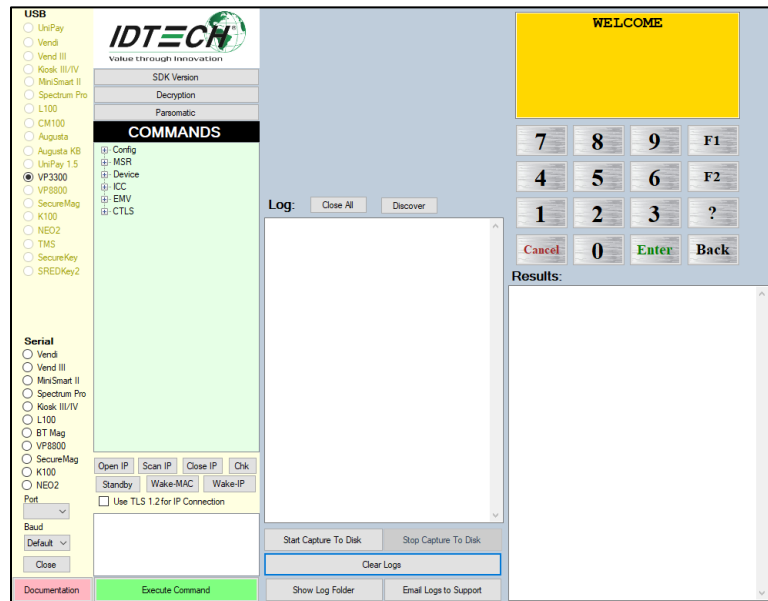 USB
UniPay
Vendi
Vend III
Kiosk III/IV
MiniSmart II
Spectrum Pro
L100
CM100
Augusta
Augusta KB
UniPay 1.5
VP3300
VP8800
SecureMag
K100
NEO2
TMS
SecureKey
SREDKey2
Serial
Vendi
Vend III
MiniSmart II
Spectrum Pro
Kiosk III/IV
L100
BT Mag
VP8800
SecureMag
K100
NEO2
Port
Baud
Default
Close
Documentation
IDTECH®
Value through Innovation
SDK Version
Decryption
Parsomatic
COMMANDS
Config
MSR
Device
ICC
EMV
CTLS
Open IP Scan IP Close IP Chk
Standby Wake-MAC Wake-IP
Use TLS 1.2 for IP Connection
Execute Command
Log: Close All Discover
Start Capture To Disk Stop Capture To Disk
Clear Logs
Show Log Folder Email Logs to Support
WELCOME
7 8 9 F1
4 5 6 F2
1 2 3 ?
Cancel 0 Enter Back
Results: